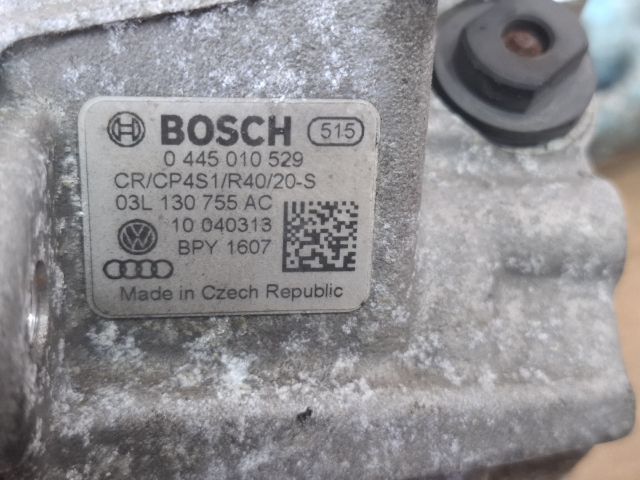 BOSCH 515
0 445 010 529
CR/CP4S1/R40/20-S
03L 130 755 AC
10 040313
BPY 1607
Made in Czech Republic